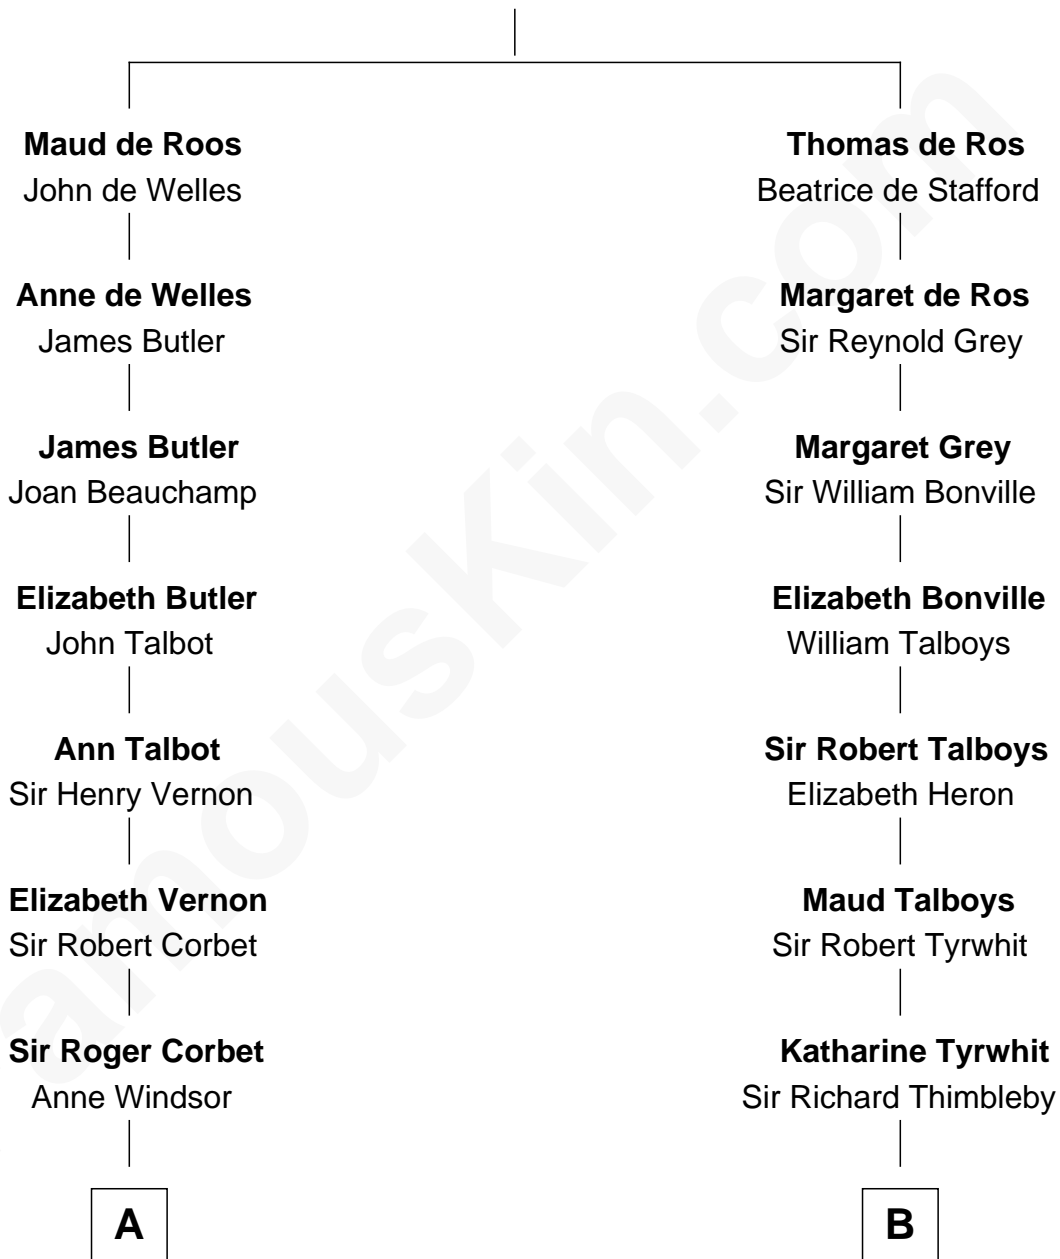 Maud de Roos
John de Welles
Thomas de Ros
Beatrice de Stafford
Anne de Welles
James Butler
Margaret de Ros
Sir Reynold Grey
James Butler
Joan Beauchamp
Margaret Grey
Sir William Bonville
Elizabeth Butler
John Talbot
Elizabeth Bonville
William Talboys
Ann Talbot
Sir Henry Vernon
Sir Robert Talboys
Elizabeth Heron
Elizabeth Vernon
Sir Robert Corbet
Maud Talboys
Sir Robert Tyrwhit
Sir Roger Corbet
Anne Windsor
Katharine Tyrwhit
Sir Richard Thimbleby
A
B
amousKin.com